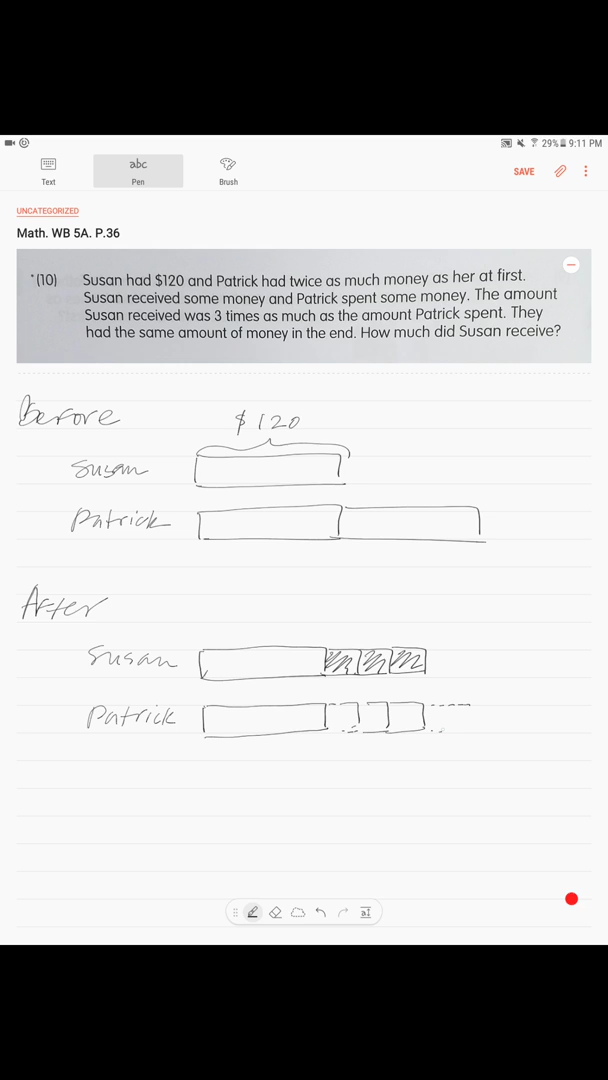 29% 9:11 PM
Text
abc
Pen
Brush
SAVE
UNCATEGORIZED
Math. WB 5A. P.36
*(10) Susan had $120 and Patrick had twice as much money as her at first.
Susan received some money and Patrick spent some money. The amount
Susan received was 3 times as much as the amount Patrick spent. They
had the same amount of money in the end. How much did Susan receive?
Before
$120
Susan
Patrick
After
Susan
Patrick
aI